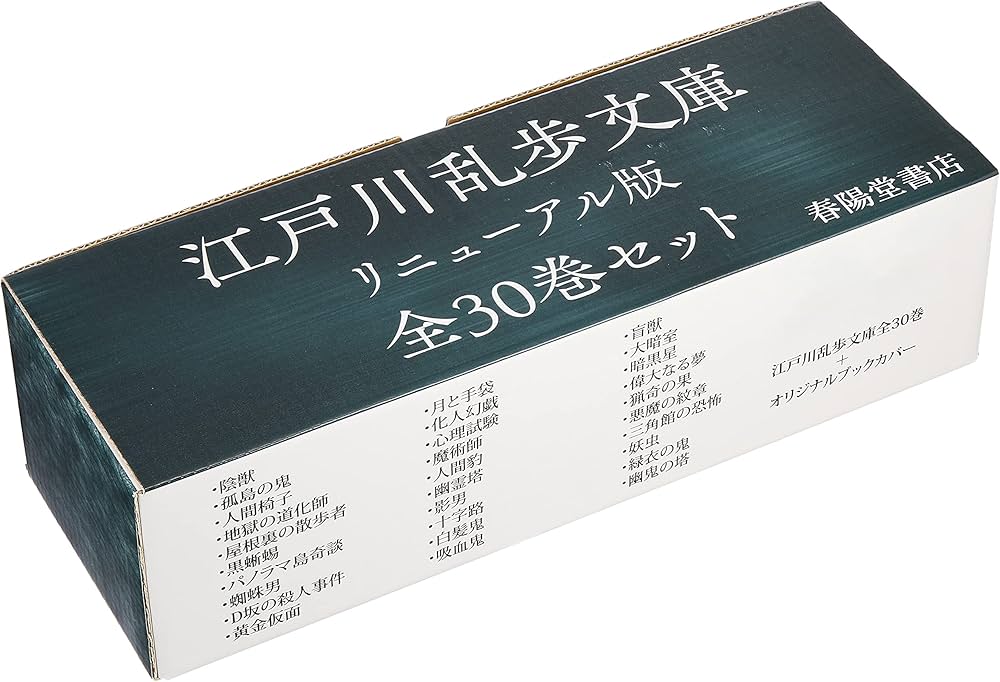 江戸川乱歩文庫
リニューアル版
全30巻セット
春陽堂書店
・陰獣
・孤島の鬼
・人間椅子
・地獄の道化師
・屋根裏の散歩者
・黒蜥蜴
・パノラマ島奇談
・蜘蛛男
・D坂の殺人事件
・黄金仮面
・月と手袋
・化人幻戯
・心理試験
・魔術師
・人間豹
・幽霊塔
・影男
・十字路
・白髪鬼
・吸血鬼
・盲獣
・大暗室
・暗黒星
・偉大なる夢
・猟奇の果
・悪魔の紋章
・三角館の恐怖
・妖虫
・緑衣の鬼
・幽鬼の塔
江戸川乱歩文庫全30巻
+
オリジナルブックカバー